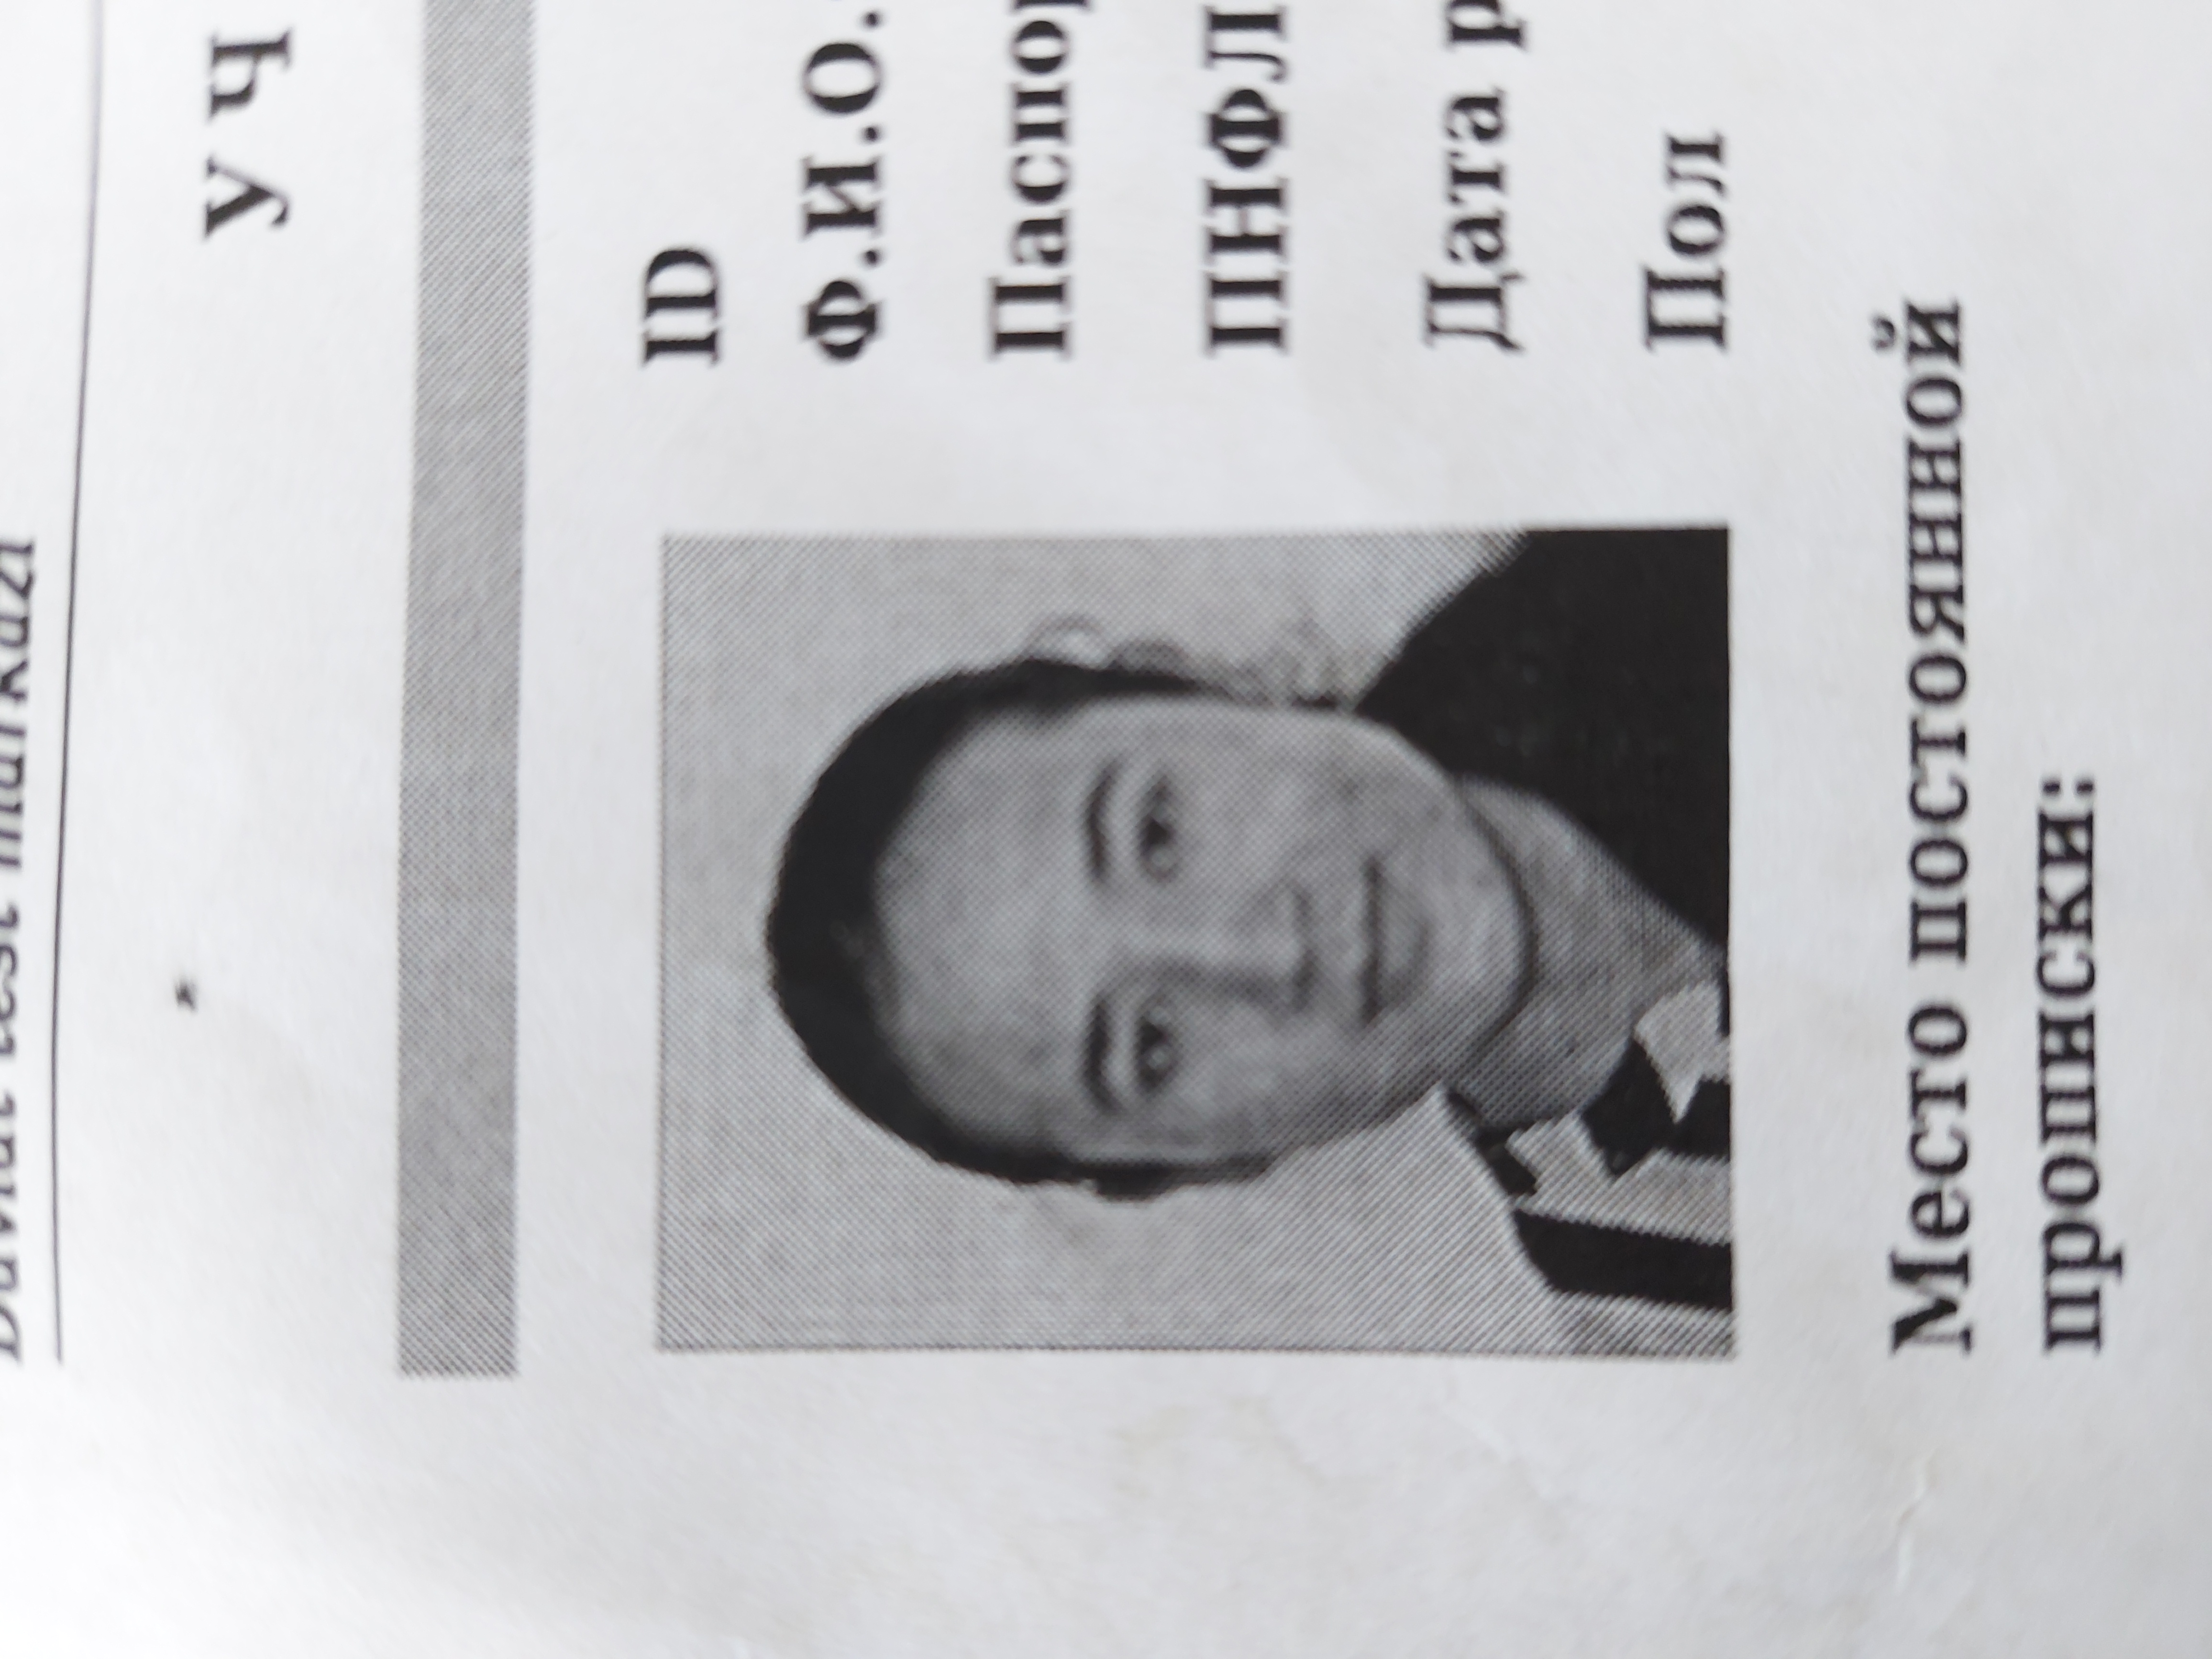 Davlat test markazi
У Ч
ID
Ф.И.О.
Паспор
ПНФЛ
Дата р
Пол
Место постоянной
прописки: